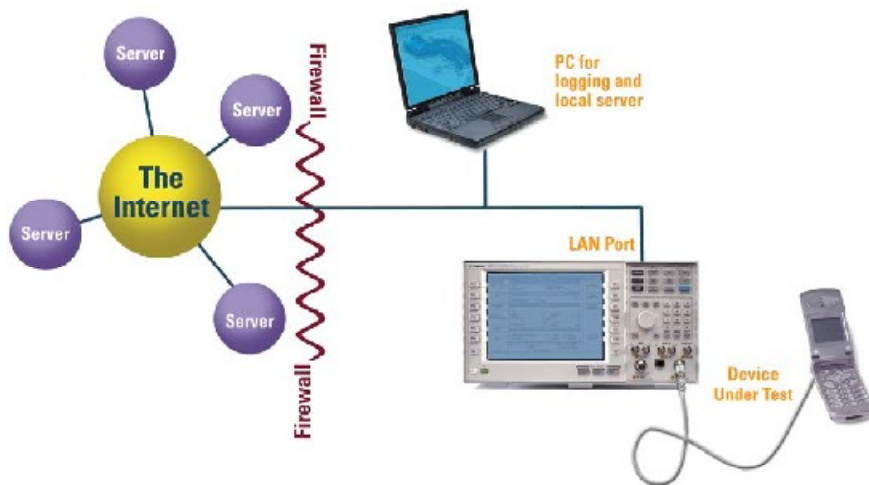 Server
Server
The
Internet
Server
Server
Firewall
Firewall
PC for
logging and
local server
LAN Port
Device
Under Test